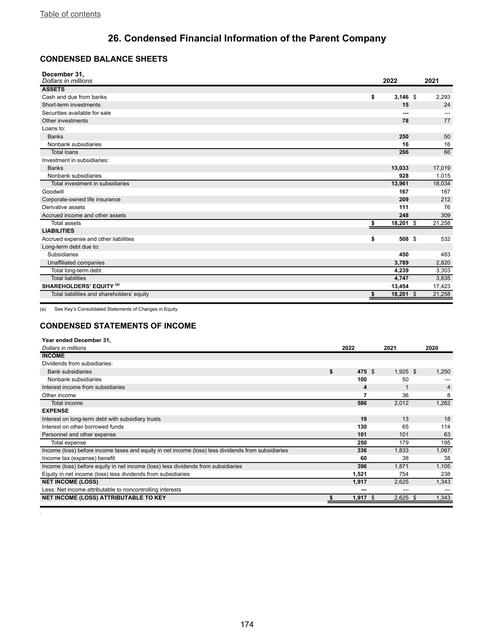 Table of contents
26. Condensed Financial Information of the Parent Company
CONDENSED BALANCE SHEETS
December 31,
Dollars in millions 2022 2021
ASSETS
Cash and due from banks $ 3,146 $ 2,293
Short-term investments 15 24
Securities available for sale — —
Other investments 78 77
Loans to:
Banks 250 50
Nonbank subsidiaries 16 16
Total loans 266 66
Investment in subsidiaries:
Banks 13,033 17,019
Nonbank subsidiaries 928 1,015
Total investment in subsidiaries 13,961 18,034
Goodwill 167 167
Corporate-owned life insurance 209 212
Derivative assets 111 76
Accrued income and other assets 248 309
Total assets $ 18,201 $ 21,258
LIABILITIES
Accrued expense and other liabilities $ 508 $ 532
Long-term debt due to:
Subsidiaries 450 483
Unaffiliated companies 3,789 2,820
Total long-term debt 4,239 3,303
Total liabilities 4,747 3,835
SHAREHOLDERS' EQUITY (a) 13,454 17,423
Total liabilities and shareholders' equity $ 18,201 $ 21,258
(a) See Key's Consolidated Statements of Changes in Equity.
CONDENSED STATEMENTS OF INCOME
Year ended December 31,
Dollars in millions 2022 2021 2020
INCOME
Dividends from subsidiaries:
Bank subsidiaries $ 475 $ 1,925 $ 1,250
Nonbank subsidiaries 100 50 —
Interest income from subsidiaries 4 1 4
Other income 7 36 8
Total income 586 2,012 1,262
EXPENSE
Interest on long-term debt with subsidiary trusts 19 13 18
Interest on other borrowed funds 130 65 114
Personnel and other expense 101 101 63
Total expense 250 179 195
Income (loss) before income taxes and equity in net income (loss) less dividends from subsidiaries 336 1,833 1,067
Income tax (expense) benefit 60 38 38
Income (loss) before equity in net income (loss) less dividends from subsidiaries 396 1,871 1,105
Equity in net income (loss) less dividends from subsidiaries 1,521 754 238
NET INCOME (LOSS) 1,917 2,625 1,343
Less: Net income attributable to noncontrolling interests — — —
NET INCOME (LOSS) ATTRIBUTABLE TO KEY $ 1,917 $ 2,625 $ 1,343
174